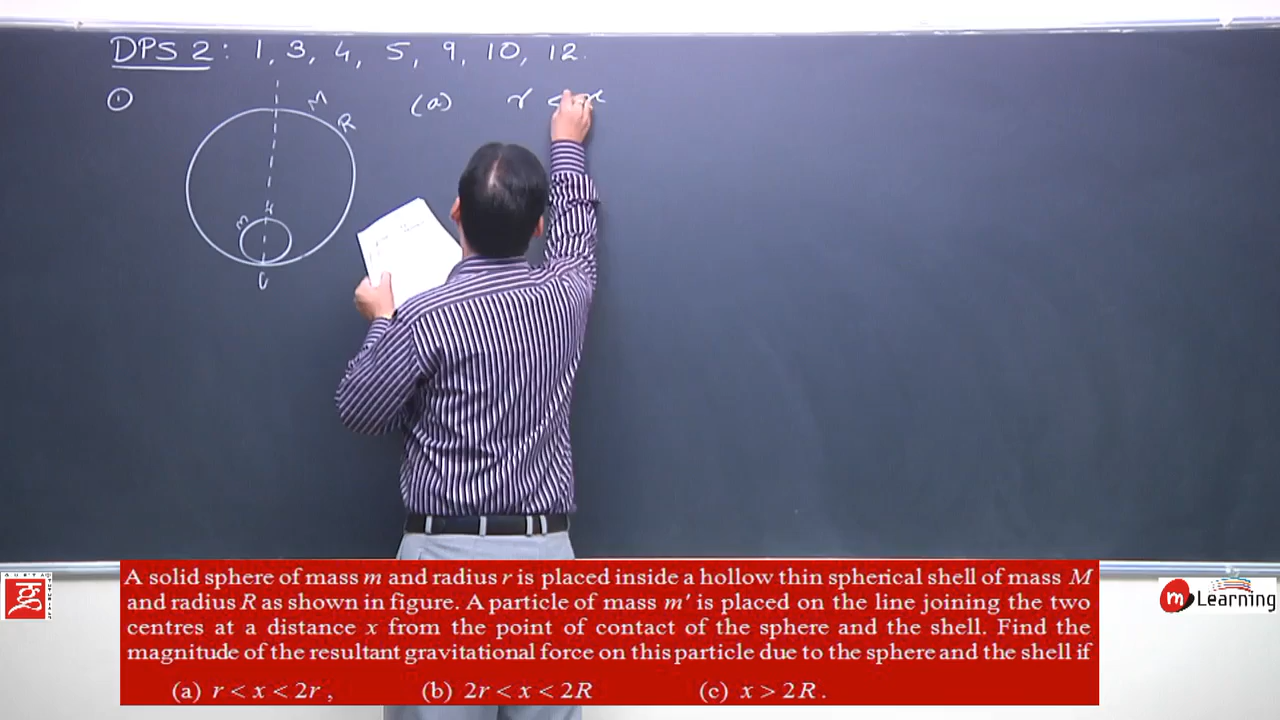 DPS 2 : 1, 3, 4, 5, 9, 10, 12.
1
M
(a) r < x
R
m
r
A solid sphere of mass m and radius r is placed inside a hollow thin spherical shell of mass M
and radius R as shown in figure. A particle of mass m' is placed on the line joining the two
centres at a distance x from the point of contact of the sphere and the shell. Find the
magnitude of the resultant gravitational force on this particle due to the sphere and the shell if
(a) r < x < 2r , (b) 2r < x < 2R (c) x > 2R .
m Learning